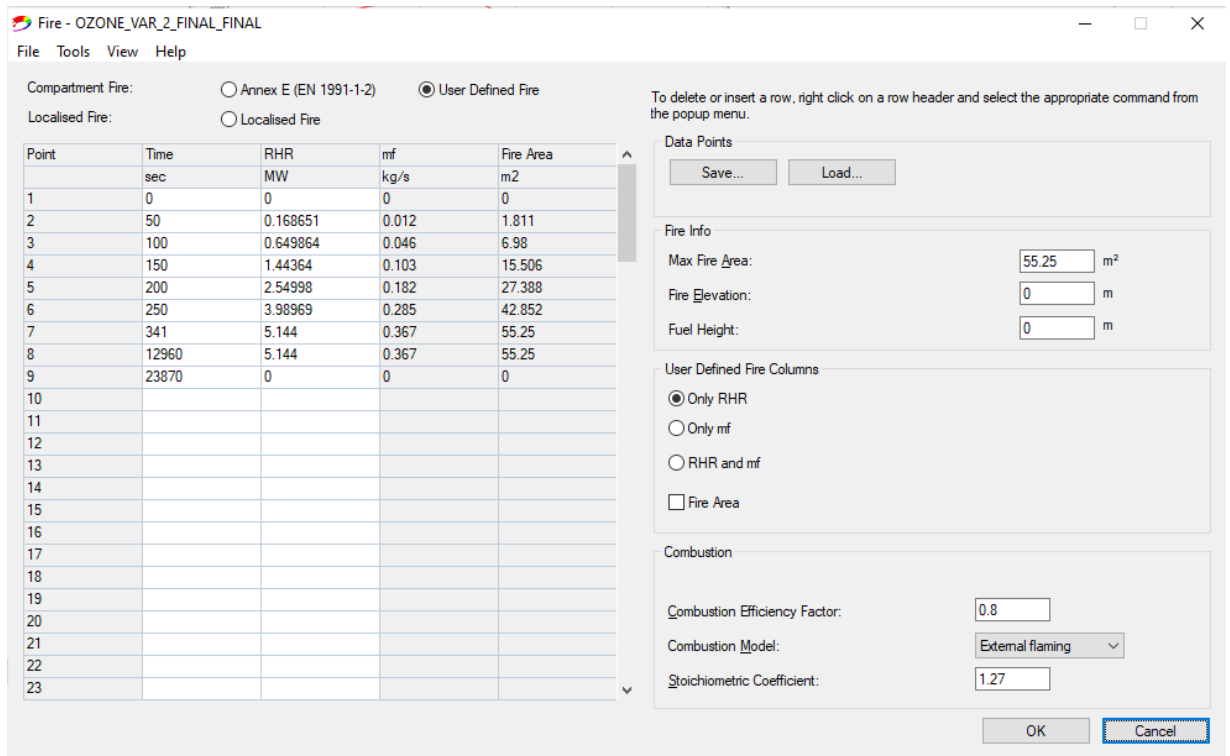 Fire - OZONE_VAR_2_FINAL_FINAL
File Tools View Help
Compartment Fire: Annex E (EN 1991-1-2) User Defined Fire
Localised Fire: Localised Fire
Point Time RHR mf Fire Area
sec MW kg/s m2
1 0 0 0 0
2 50 0.168651 0.012 1.811
3 100 0.649864 0.046 6.98
4 150 1.44364 0.103 15.506
5 200 2.54998 0.182 27.388
6 250 3.98969 0.285 42.852
7 341 5.144 0.367 55.25
8 12960 5.144 0.367 55.25
9 23870 0 0 0
10
11
12
13
14
15
16
17
18
19
20
21
22
23
To delete or insert a row, right click on a row header and select the appropriate command from
the popup menu.
Data Points
Save... Load...
Fire Info
Max Fire Area: 55.25 m²
Fire Elevation: 0 m
Fuel Height: 0 m
User Defined Fire Columns
Only RHR
Only mf
RHR and mf
Fire Area
Combustion
Combustion Efficiency Factor: 0.8
Combustion Model: External flaming
Stoichiometric Coefficient: 1.27
OK Cancel